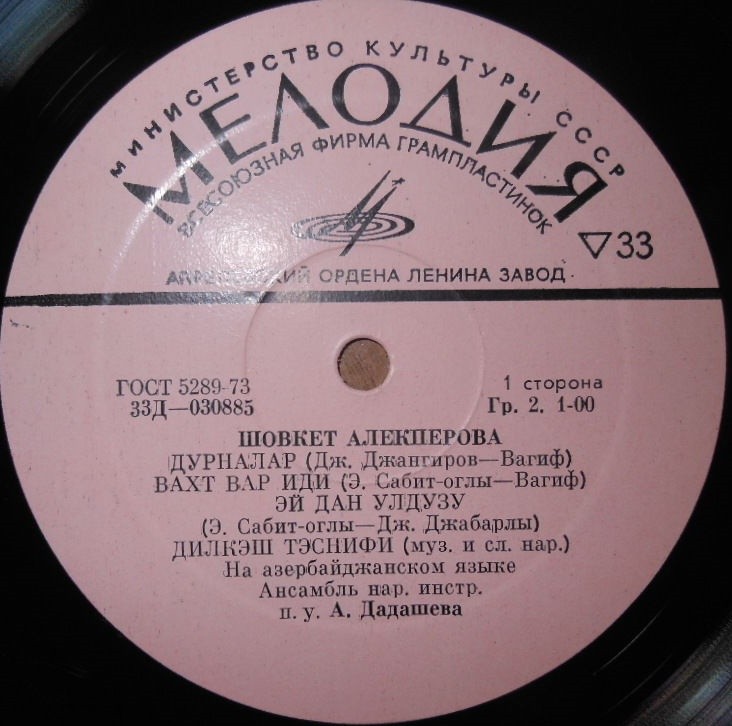 МИНИСТЕРСТВО КУЛЬТУРЫ СССР
МЕЛОДИЯ
ВСЕСОЮЗНАЯ ФИРМА ГРАМПЛАСТИНОК
33
АПРЕЛЕВСКИЙ ОРДЕНА ЛЕНИНА ЗАВОД
ГОСТ 5289-73
33Д—030885
1 сторона
Гр. 2. 1-00
ШОВКЕТ АЛЕКПЕРОВА
ДУРНАЛАР (Дж. Джангиров—Вагиф)
ВАХТ ВАР ИДИ (Э. Сабит-оглы—Вагиф)
ЭЙ ДАН УЛДУЗУ
(Э. Сабит-оглы—Дж. Джабарлы)
ДИЛКЭШ ТЭСНИФИ (муз. и сл. нар.)
На азербайджанском языке
Ансамбль нар. инстр.
п. у. А. Дадашева